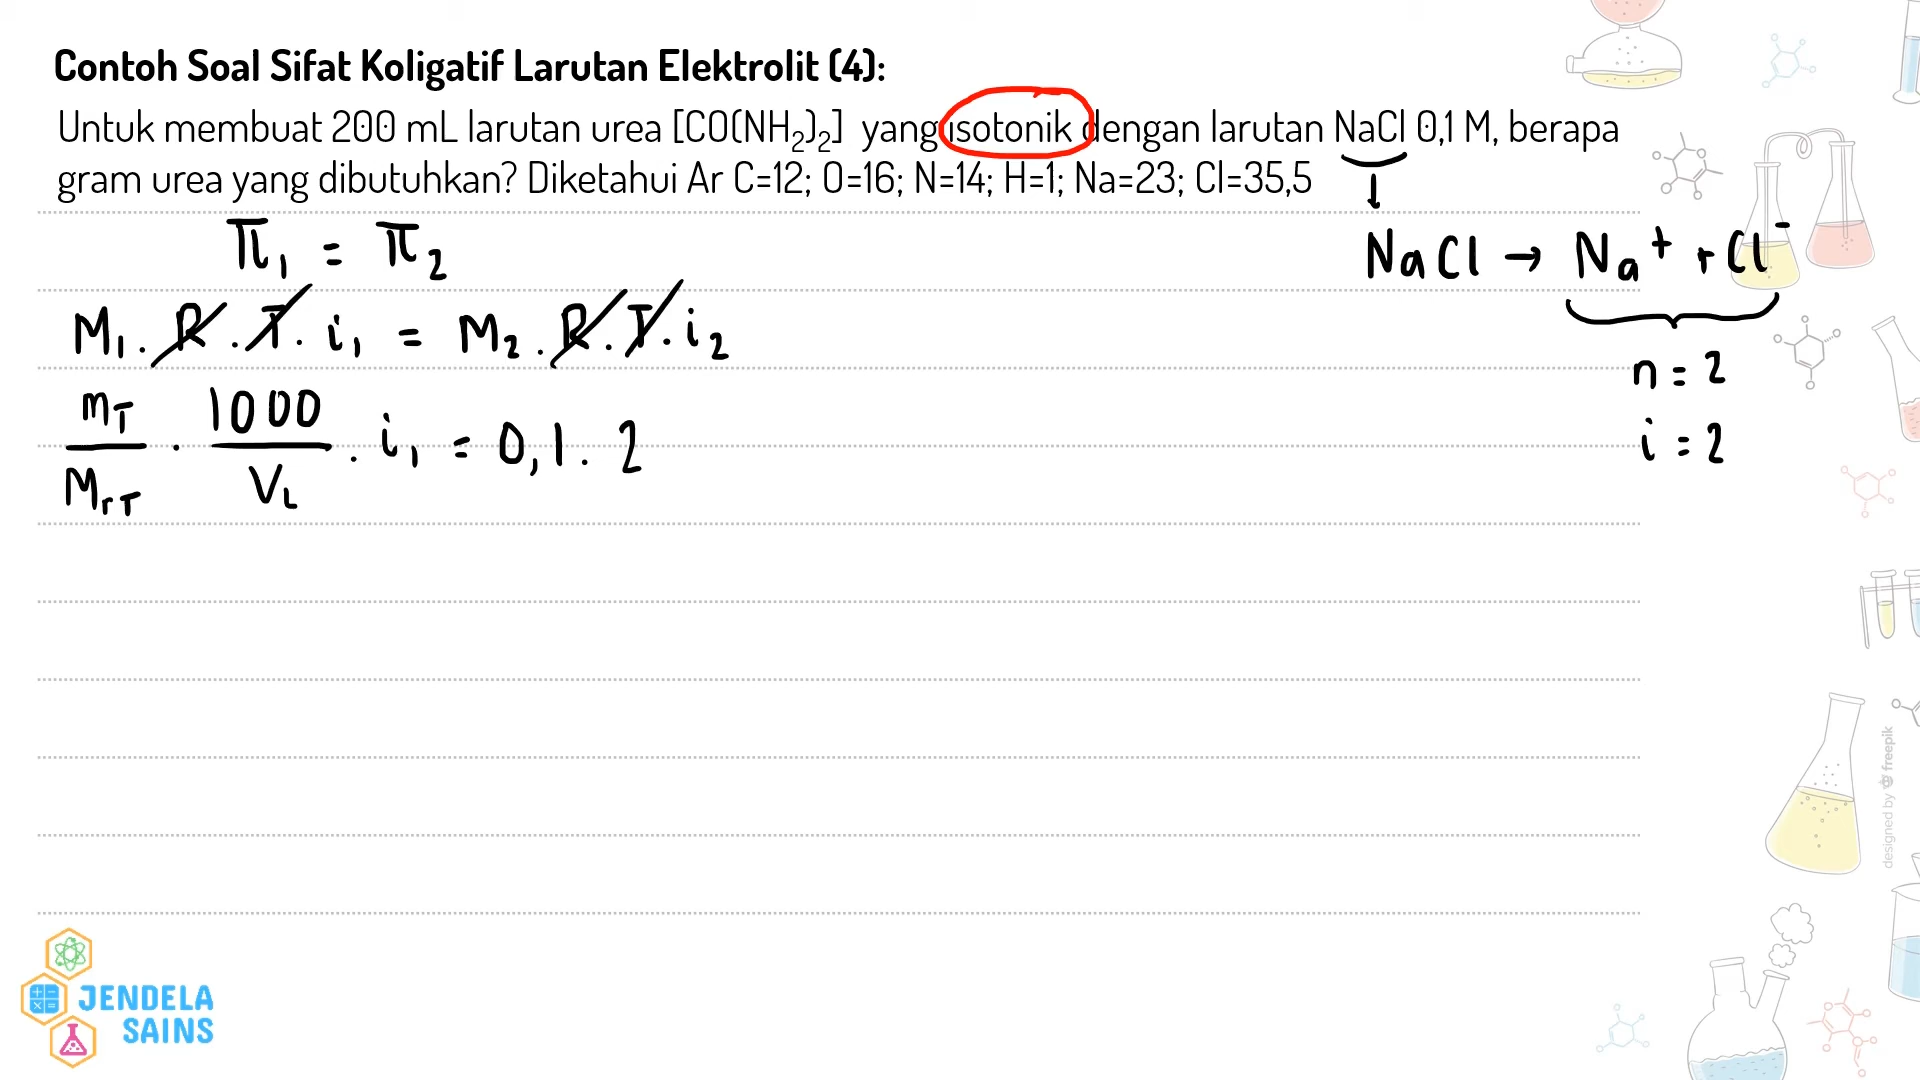 Contoh Soal Sifat Koligatif Larutan Elektrolit (4):
Untuk membuat 200 mL larutan urea [CO(NH₂)₂] yang isotonik dengan larutan NaCl 0,1 M, berapa
gram urea yang dibutuhkan? Diketahui Ar C=12; O=16; N=14; H=1; Na=23; Cl=35,5
π₁ = π₂
NaCl → Na⁺ + Cl⁻
M₁ . R . T . i₁ = M₂ . R . T . i₂
n = 2
mT/MrT . 1000/VL . i₁ = 0,1 . 2
i = 2
designed by freepik
JENDELA
SAINS